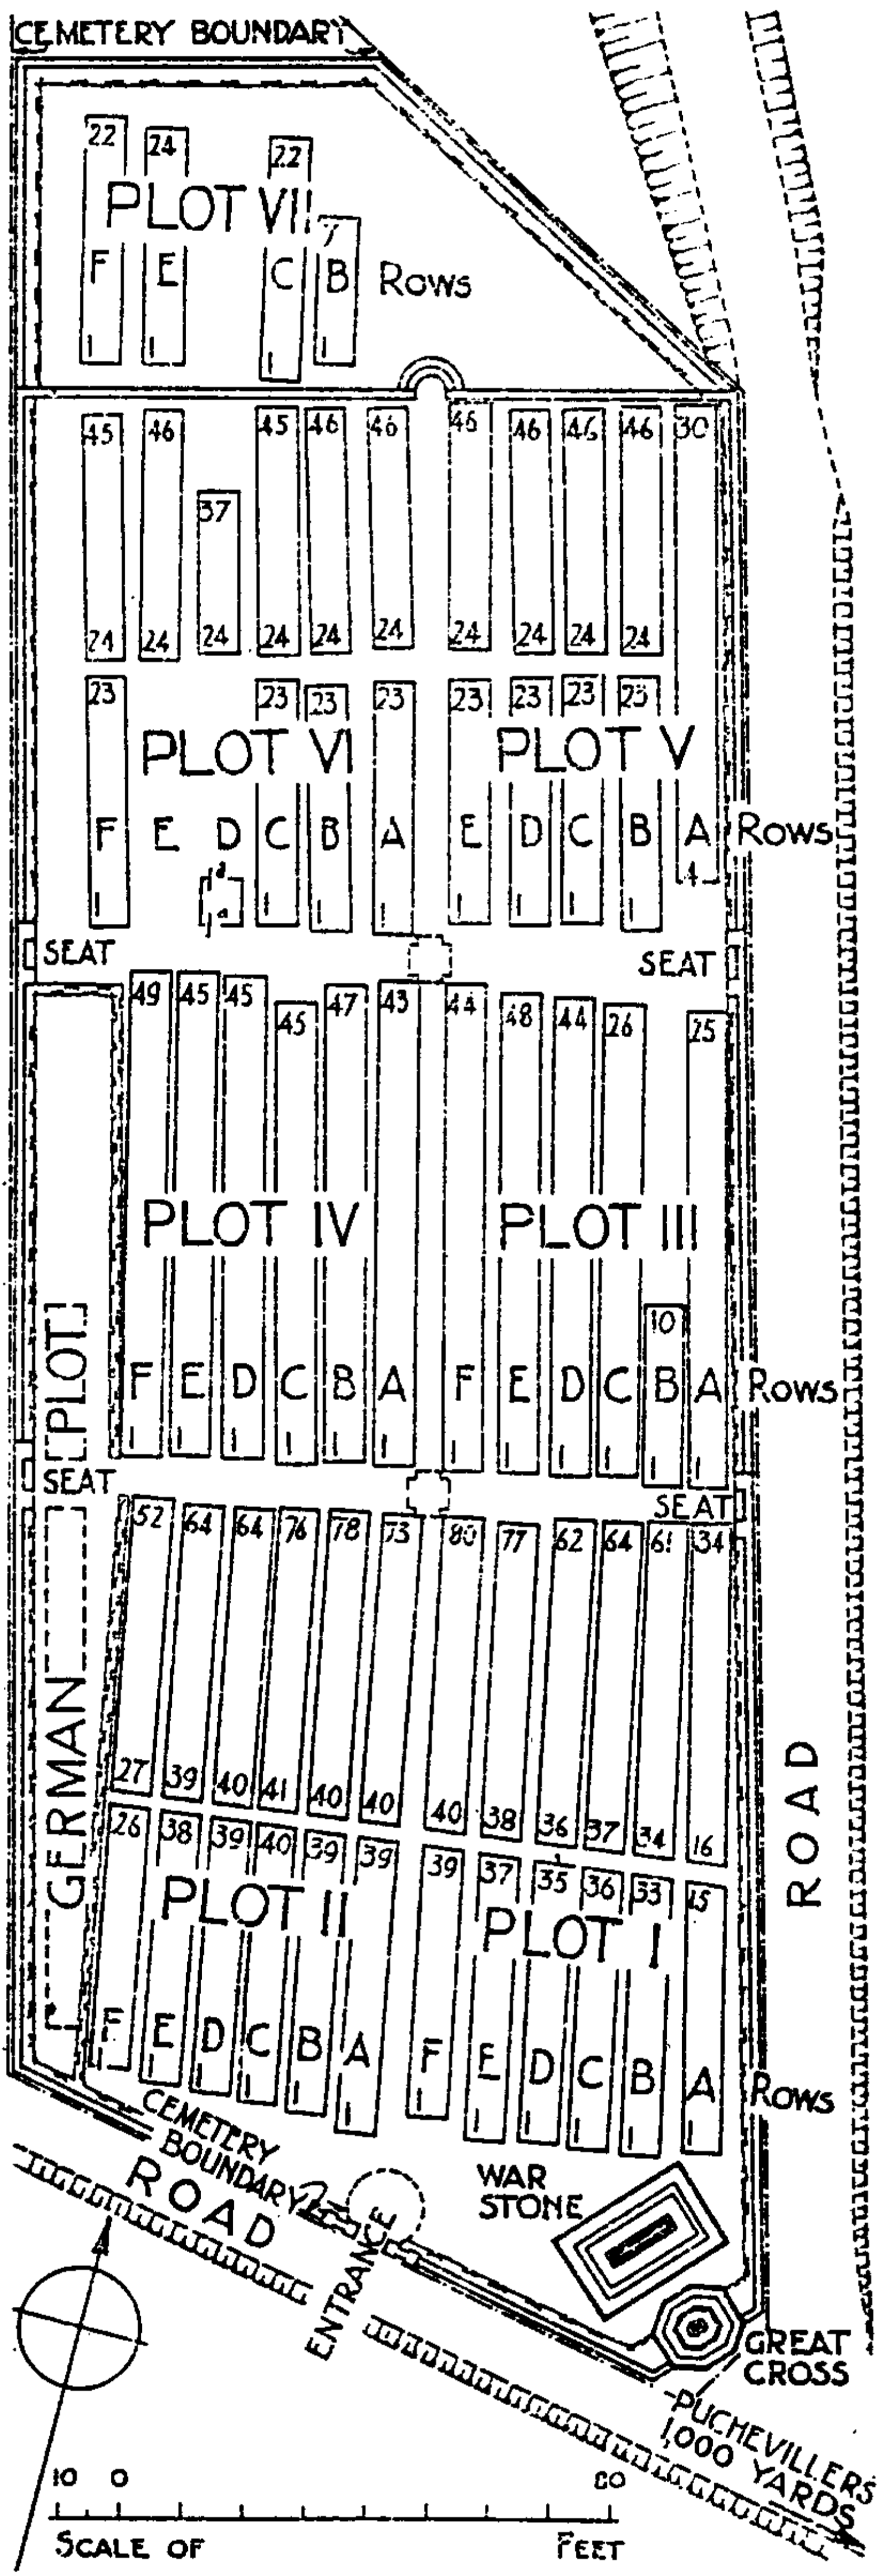 CEMETERY BOUNDARY
22 24 22
PLOT VII
7
F E C B Rows
1 1 1 1
45 46 45 46 46 46 46 46 46 30
37
24 24 24 24 24 24 24 24 24 24
23 23 23 23 23 23 23 23
PLOT VI PLOT V
F E D C B A E D C B A Rows
4
1 1 1 1 1 1 1 1
SEAT SEAT
49 45 45 45 47 43 44 48 44 26 25
PLOT IV PLOT III
10
F E D C B A F E D C B A Rows
1 1 1 1 1 1 1 1 1 1 1 1
PLOT
SEAT SEAT
52 64 64 76 78 73 80 77 62 64 61 34
GERMAN
ROAD
27 39 40 41 40 40 40 38 36 37 34 16
26 38 39 40 39 39 39 37 35 36 33 15
PLOT II PLOT I
F E D C B A F E D C B A Rows
1 1 1 1 1 1 1 1 1 1 1
CEMETERY
BOUNDARY
ROAD
ENTRANCE
WAR
STONE
GREAT
CROSS
PUCHEVILLERS
1,000 YARDS
10 0 80
SCALE OF FEET